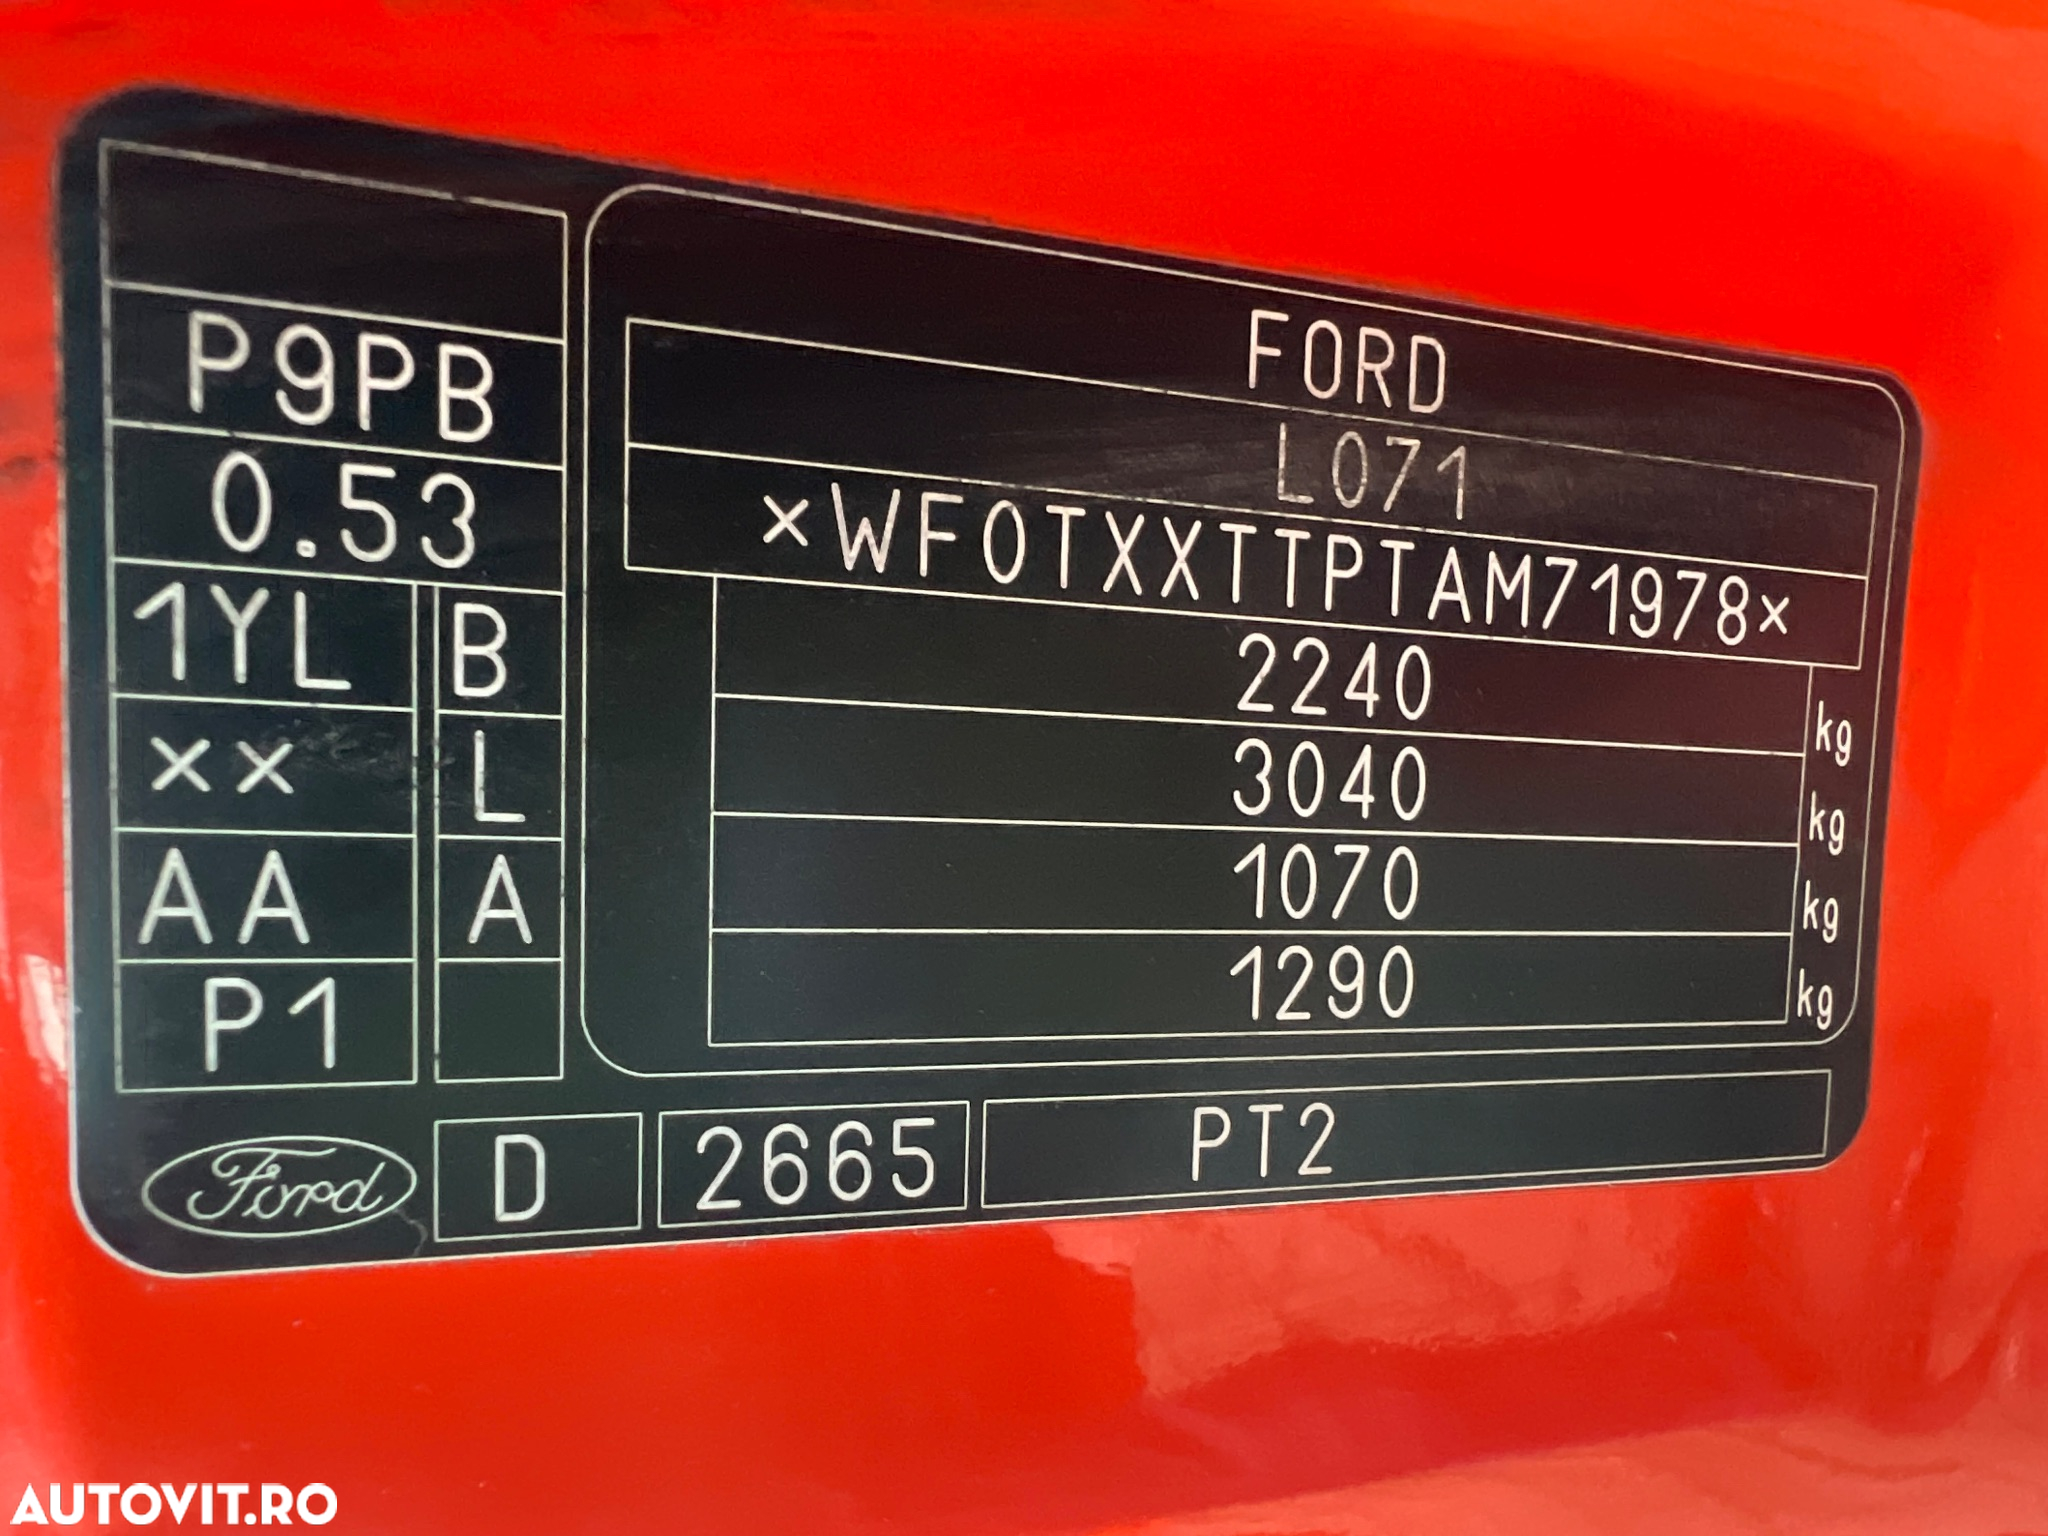 P9PB
0.53
1YL B
×× L
AA A
P1
FORD
L071
×WF0TXXTTPTAM71978×
2240 kg
3040 kg
1070 kg
1290 kg
Ford D 2665 PT2
AUTOVIT.RO